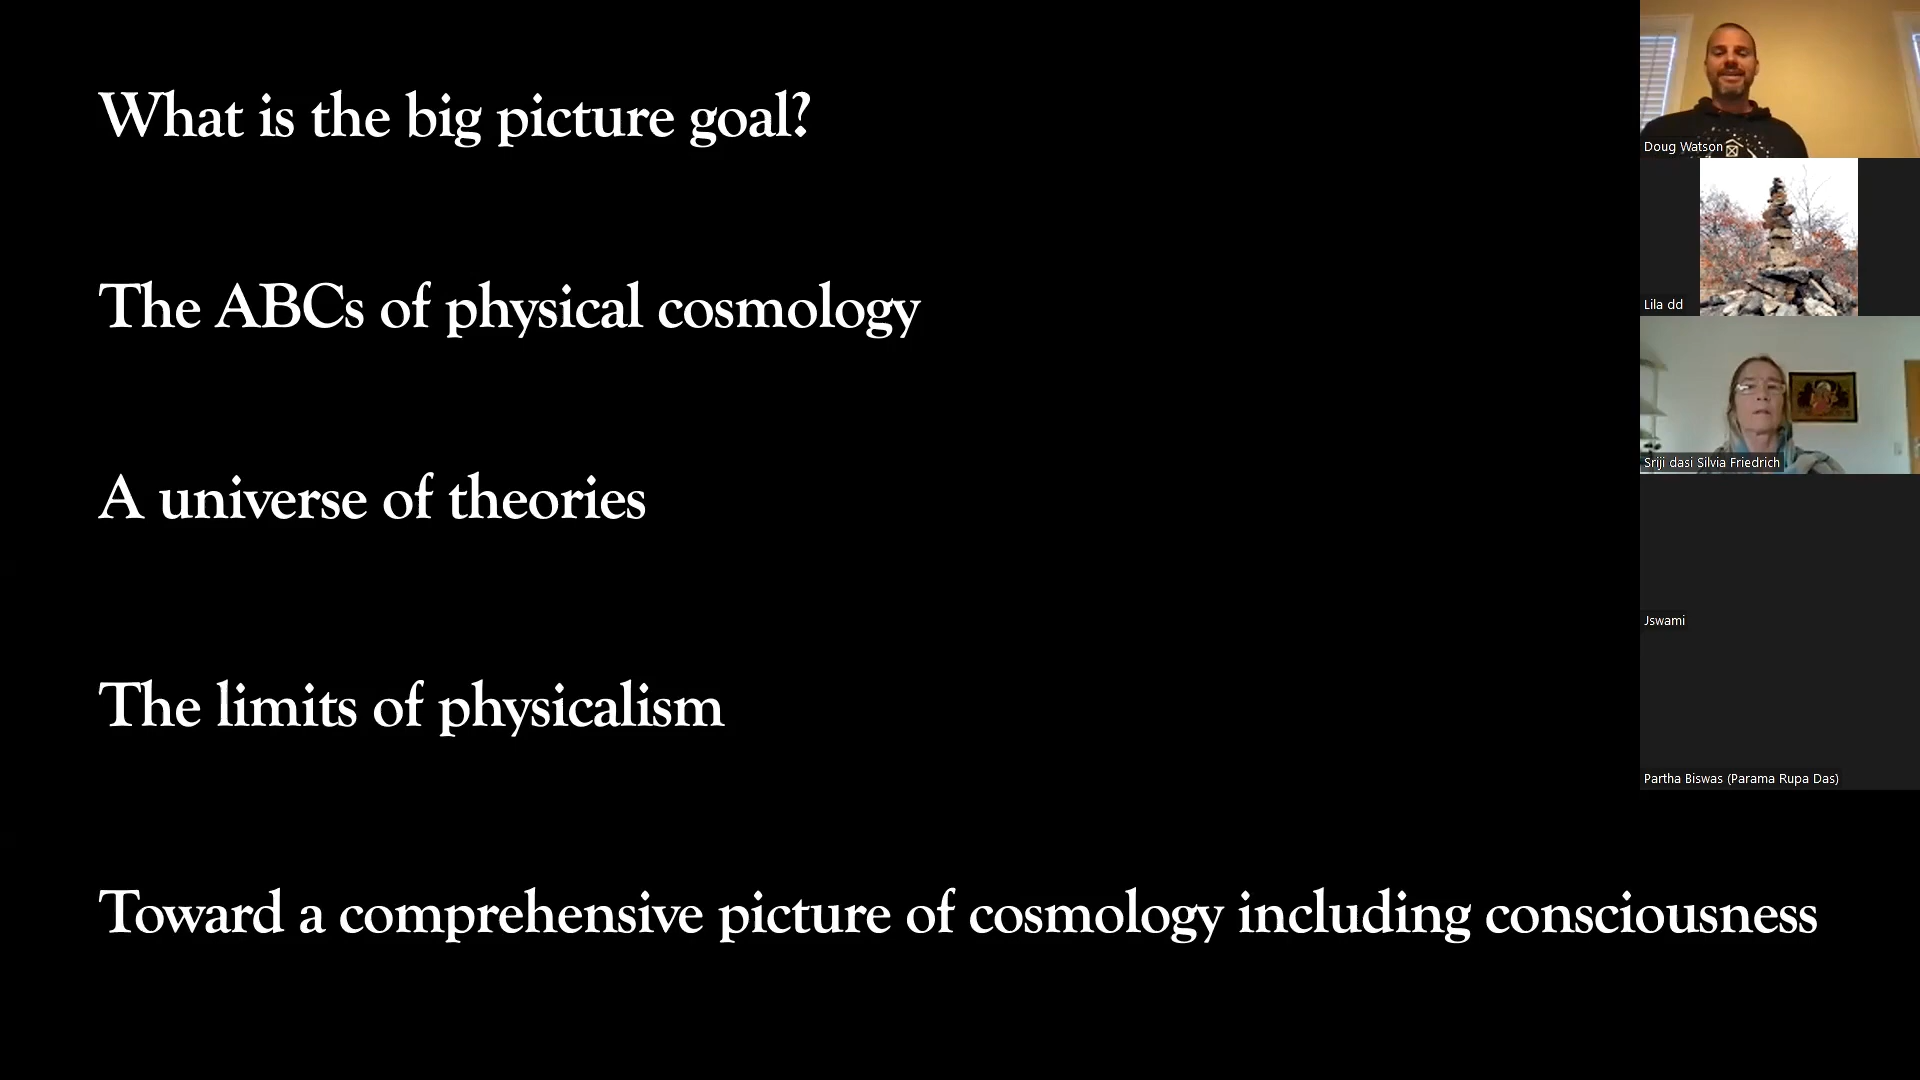 What is the big picture goal?
The ABCs of physical cosmology
A universe of theories
The limits of physicalism
Toward a comprehensive picture of cosmology including consciousness
Doug Watson
Lila dd
Sriji dasi Silvia Friedrich
Jswami
Partha Biswas (Parama Rupa Das)